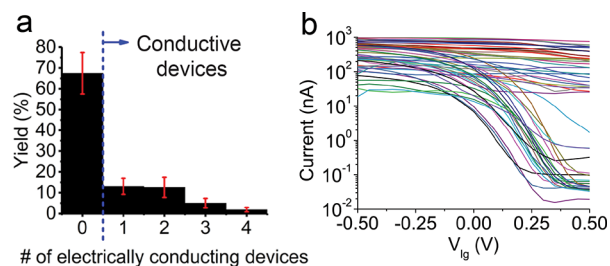 a
Conductive
devices
Yield (%)
80
70
60
50
40
30
20
10
0
0 1 2 3 4
# of electrically conducting devices
b
Current (nA)
10³
10²
10¹
10⁰
10⁻¹
10⁻²
-0.50 -0.25 0.00 0.25 0.50
V_lg (V)